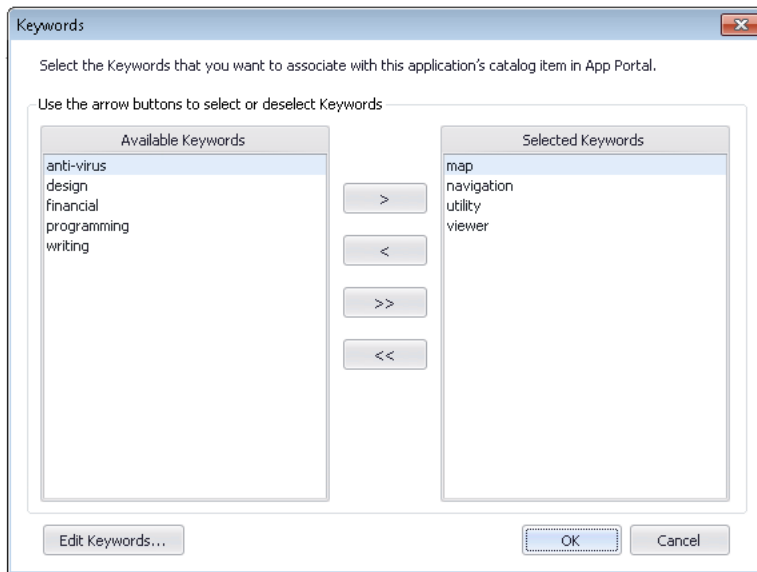 Keywords
Select the Keywords that you want to associate with this application's catalog item in App Portal.
Use the arrow buttons to select or deselect Keywords
Available Keywords
anti-virus
design
financial
programming
writing
>
<
>>
<<
Selected Keywords
map
navigation
utility
viewer
Edit Keywords...
OK
Cancel